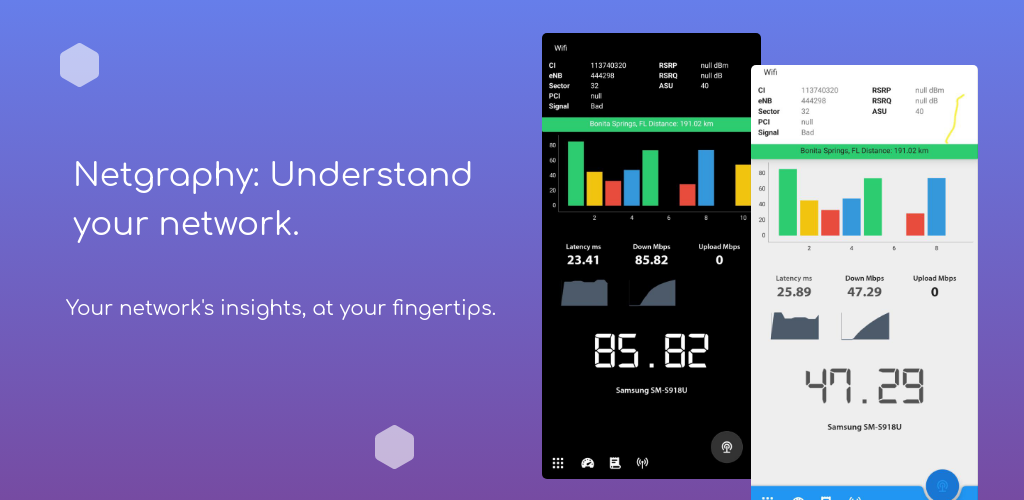 Netgraphy: Understand
your network.
Your network's insights, at your fingertips.
Wifi
CI 113740320 RSRP null dBm
eNB 444298 RSRQ null dB
Sector 32 ASU 40
PCI null
Signal Bad
Bonita Springs, FL Distance: 191.02 km
80
60
40
20
0
2 4 6 8 10
Latency ms Down Mbps Upload Mbps
23.41 85.82 0
85.82
Samsung SM-S918U
Wifi
CI 113740320 RSRP null dBm
eNB 444298 RSRQ null dB
Sector 32 ASU 40
PCI null
Signal Bad
Bonita Springs, FL Distance: 191.02 km
80
60
40
20
0
2 4 6 8
Latency ms Down Mbps Upload Mbps
25.89 47.29 0
47.29
Samsung SM-S918U